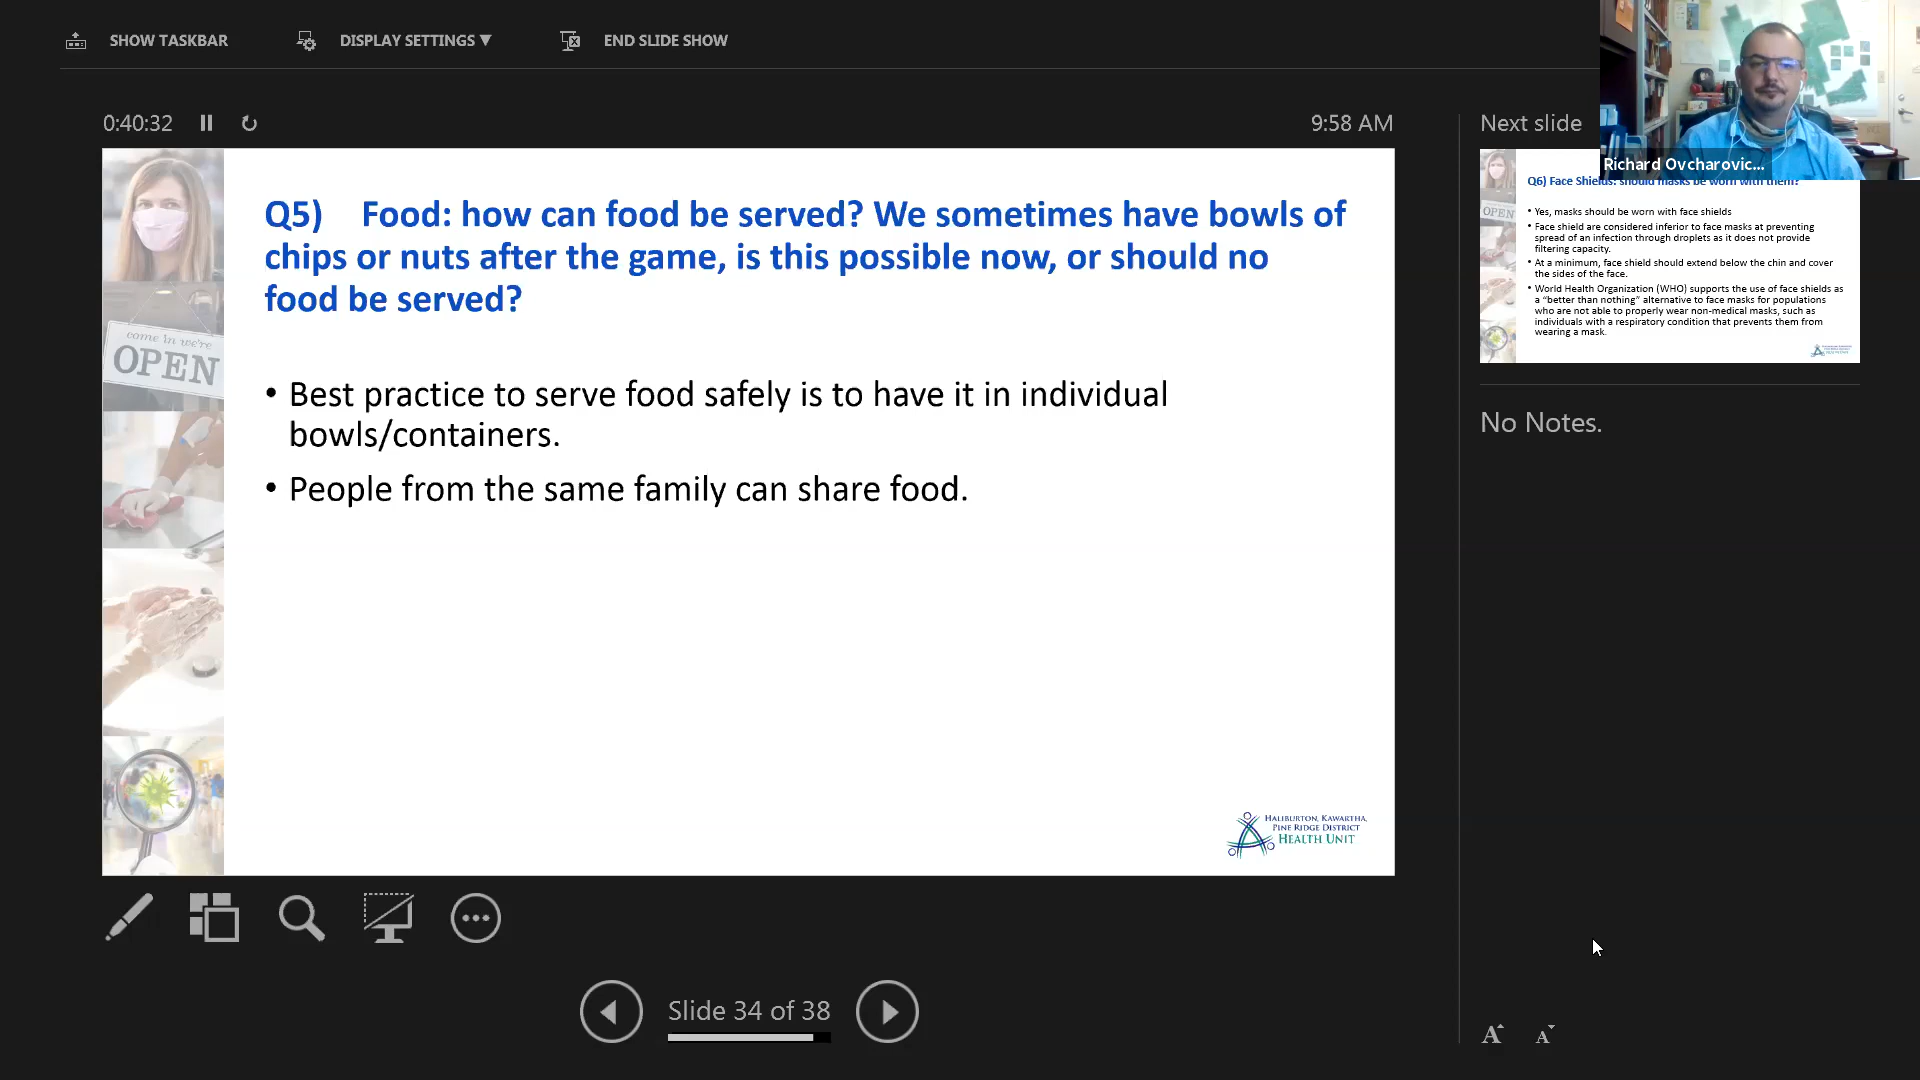 SHOW TASKBAR
DISPLAY SETTINGS ▼
END SLIDE SHOW
0:40:32
9:58 AM
Next slide
Richard Ovcharovic...
Q5) Food: how can food be served? We sometimes have bowls of
chips or nuts after the game, is this possible now, or should no
food be served?
• Best practice to serve food safely is to have it in individual
bowls/containers.
• People from the same family can share food.
come in we're
OPEN
HALIBURTON, KAWARTHA,
PINE RIDGE DISTRICT
HEALTH UNIT
Q6) Face Shields: should masks be worn with them?
• Yes, masks should be worn with face shields
• Face shield are considered inferior to face masks at preventing
spread of an infection through droplets as it does not provide
filtering capacity.
• At a minimum, face shield should extend below the chin and cover
the sides of the face.
• World Health Organization (WHO) supports the use of face shields as
a “better than nothing” alternative to face masks for populations
who are not able to properly wear non-medical masks, such as
individuals with a respiratory condition that prevents them from
wearing a mask.
OPEN
No Notes.
Slide 34 of 38
A A